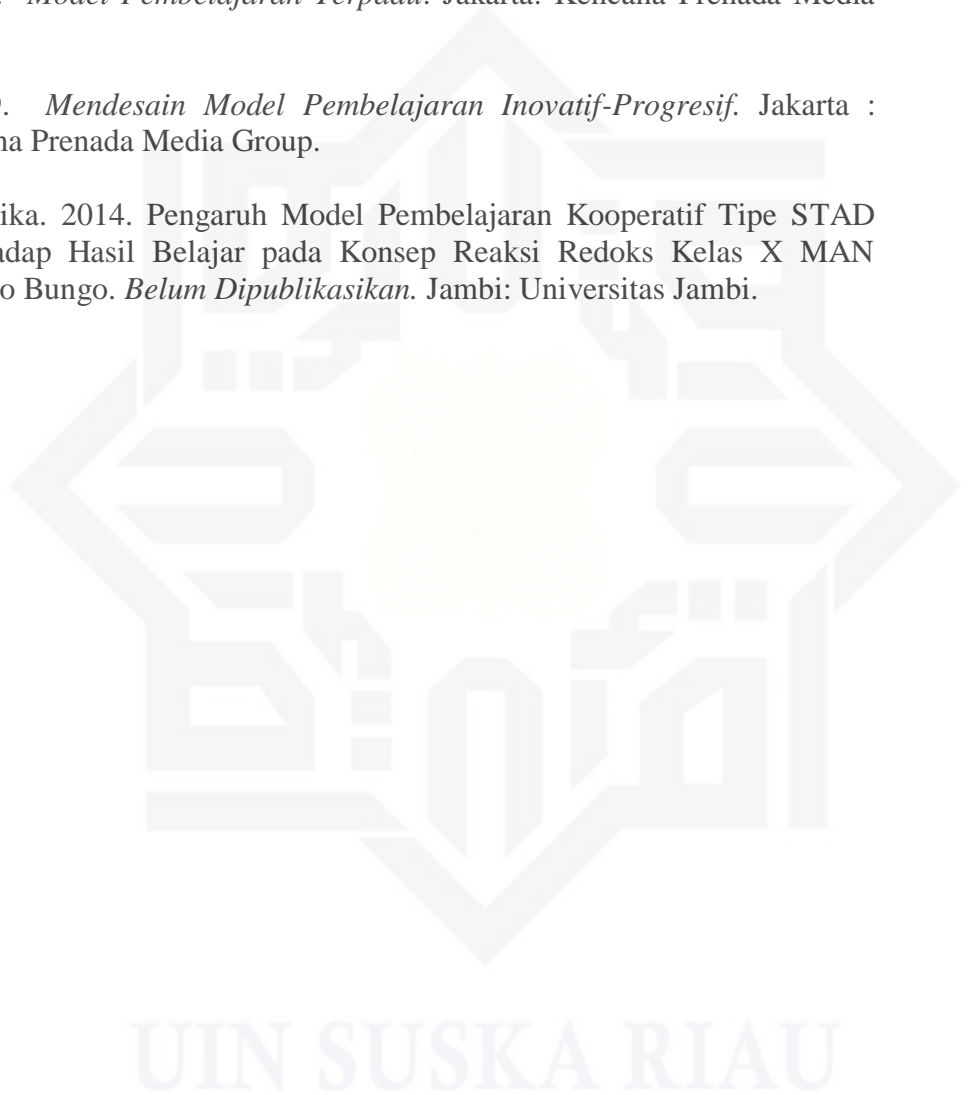 Model Pembelajaran Terpadu. Jakarta: Kencana Prenada Media
. Mendesain Model Pembelajaran Inovatif-Progresif. Jakarta :
na Prenada Media Group.
ika. 2014. Pengaruh Model Pembelajaran Kooperatif Tipe STAD
adap Hasil Belajar pada Konsep Reaksi Redoks Kelas X MAN
o Bungo. Belum Dipublikasikan. Jambi: Universitas Jambi.
UIN SUSKA RIAU